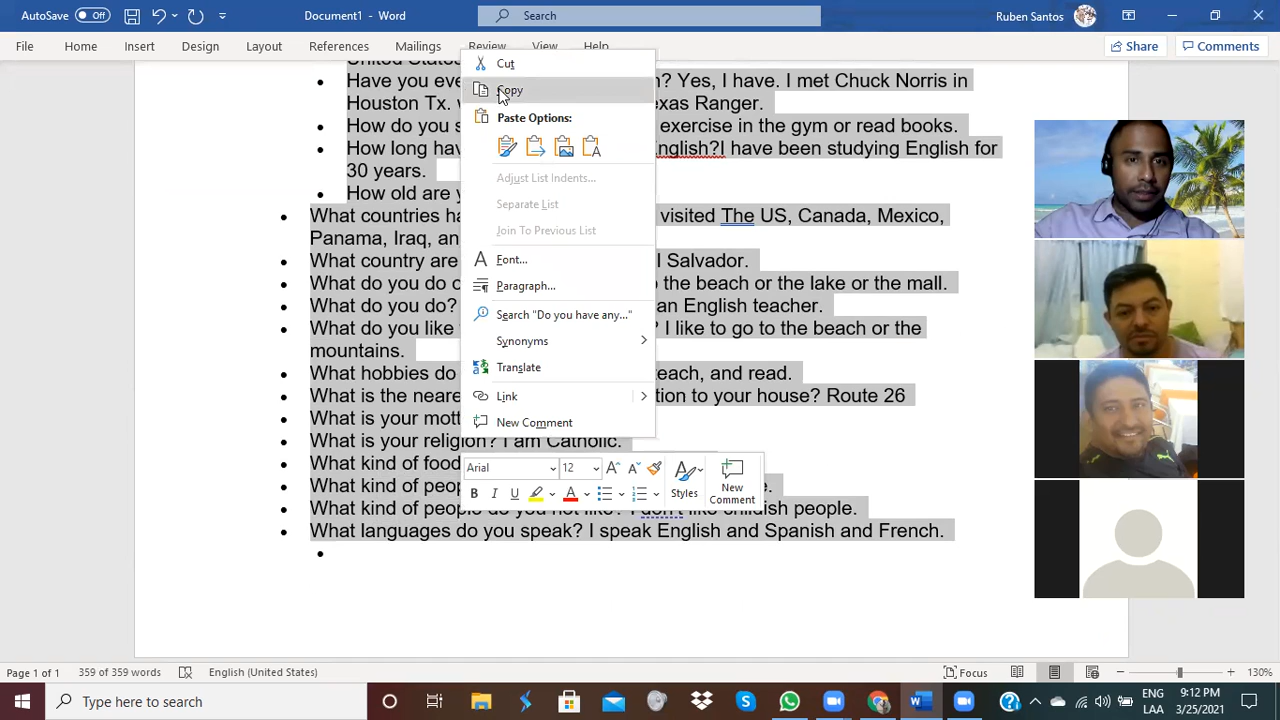 AutoSave Off Document1 - Word Search Ruben Santos
File Home Insert Design Layout References Mailings Review View Help Share Comments
Have you eve ? Yes, I have. I met Chuck Norris in
Houston Tx. exas Ranger.
How do you s exercise in the gym or read books.
How long hav English?I have been studying English for
30 years.
How old are y
What countries ha visited The US, Canada, Mexico,
Panama, Iraq, an
What country are l Salvador.
What do you do o the beach or the lake or the mall.
What do you do? an English teacher.
What do you like ? I like to go to the beach or the
mountains.
What hobbies do each, and read.
What is the neare tion to your house? Route 26
What is your mott
What is your religion? I am Catholic.
What kind of food
What kind of peop
What kind of people do you not like? I don't like childish people.
What languages do you speak? I speak English and Spanish and French.
Cut
Copy
Paste Options:
Adjust List Indents...
Separate List
Join To Previous List
Font...
Paragraph...
Search "Do you have any..."
Synonyms
Translate
Link
New Comment
Arial 12
B I U A Styles New
Comment
Page 1 of 1 359 of 359 words English (United States) Focus 130%
Type here to search ENG 9:12 PM
LAA 3/25/2021